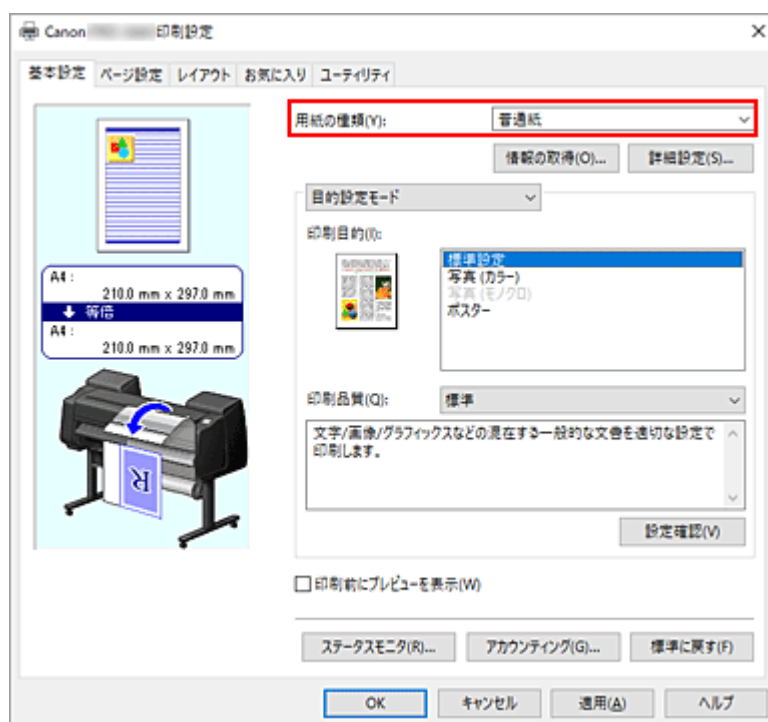 Canon 印刷設定
基本設定 ページ設定 レイアウト お気に入り ユーティリティ
用紙の種類(Y): 普通紙
情報の取得(O)... 詳細設定(S)...
目的設定モード
印刷目的(I):
標準設定
写真 (カラー)
写真 (モノクロ)
ポスター
A4 :
210.0 mm x 297.0 mm
等倍
A4 :
210.0 mm x 297.0 mm
印刷品質(Q): 標準
文字/画像/グラフィックスなどの混在する一般的な文書を適切な設定で
印刷します。
設定確認(V)
印刷前にプレビューを表示(W)
ステータスモニタ(R)... アカウンティング(G)... 標準に戻す(F)
OK キャンセル 適用(A) ヘルプ